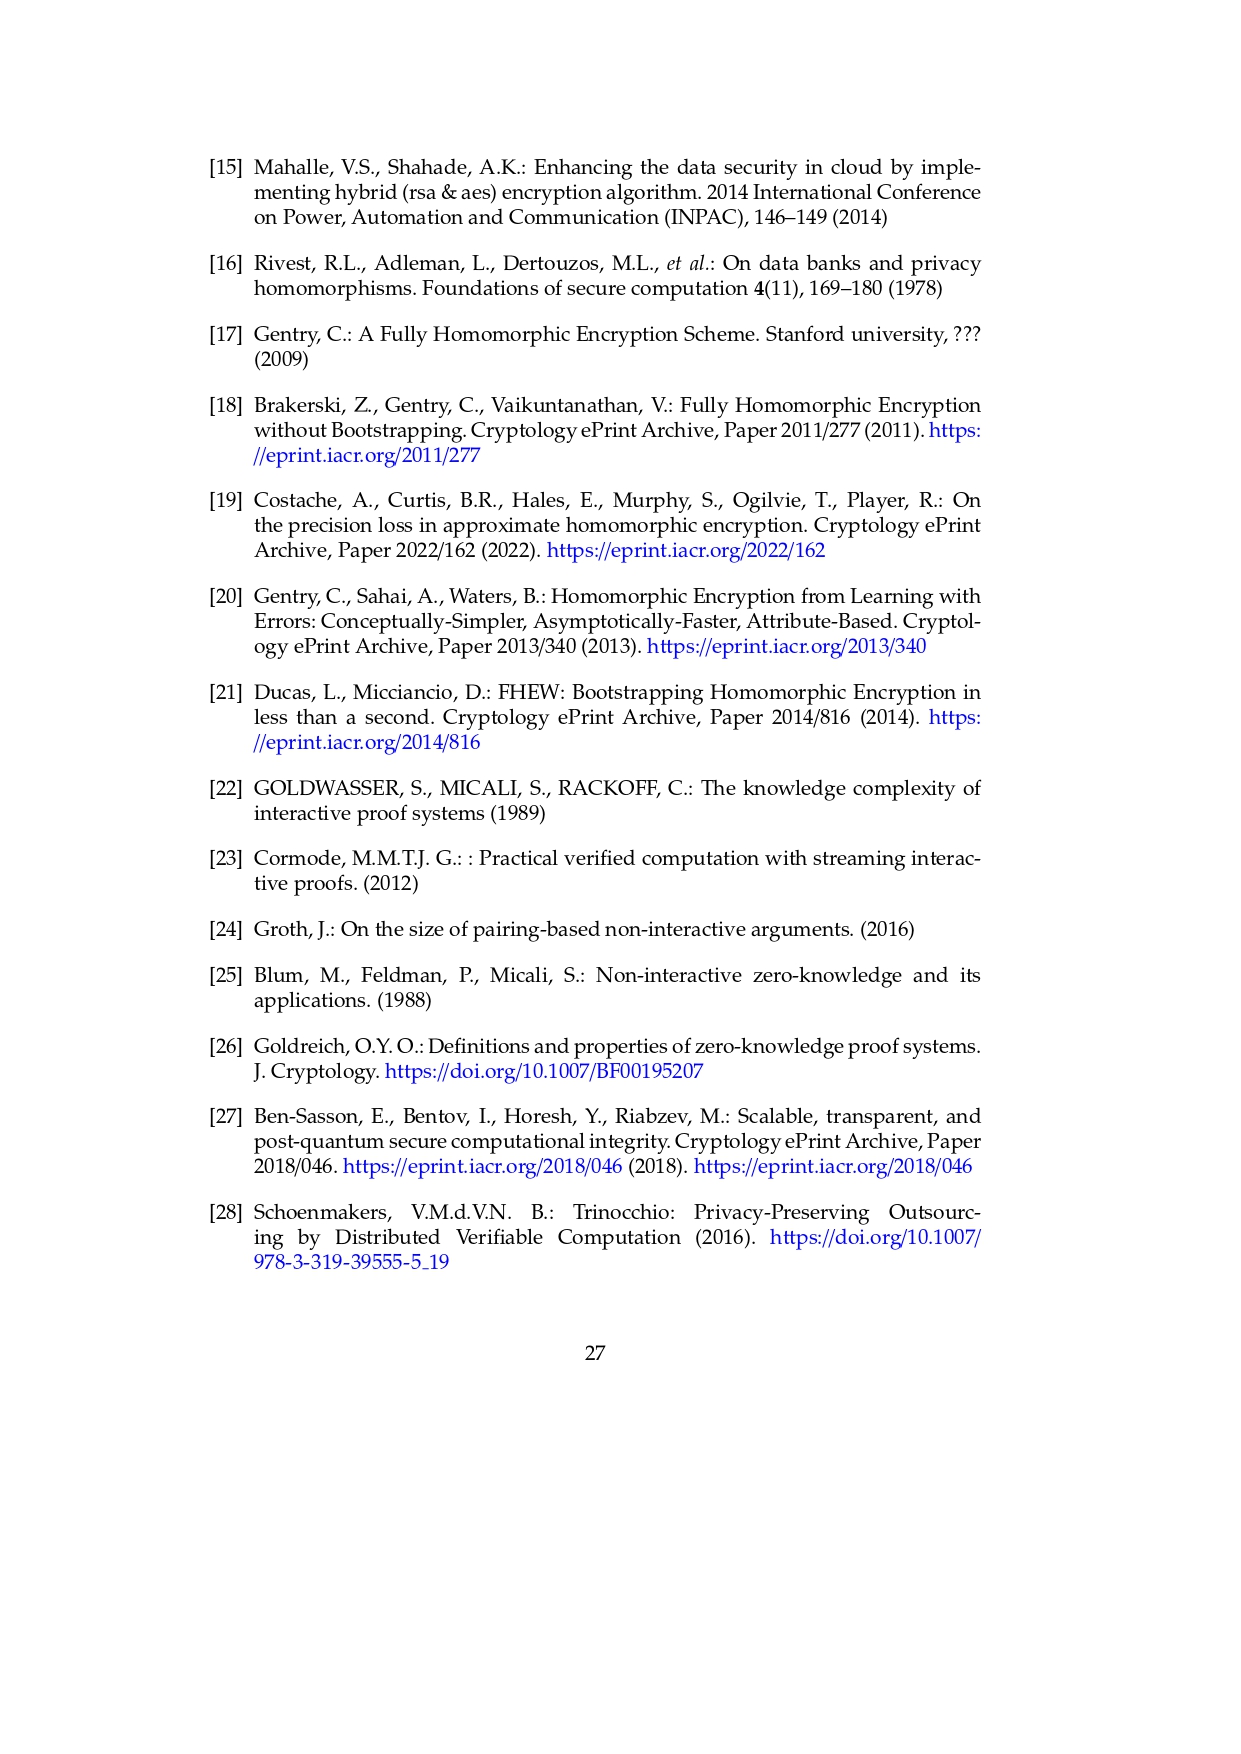 [15] Mahalle, V.S., Shahade, A.K.: Enhancing the data security in cloud by imple-
menting hybrid (rsa & aes) encryption algorithm. 2014 International Conference
on Power, Automation and Communication (INPAC), 146–149 (2014)
[16] Rivest, R.L., Adleman, L., Dertouzos, M.L., et al.: On data banks and privacy
homomorphisms. Foundations of secure computation 4(11), 169–180 (1978)
[17] Gentry, C.: A Fully Homomorphic Encryption Scheme. Stanford university, ???
(2009)
[18] Brakerski, Z., Gentry, C., Vaikuntanathan, V.: Fully Homomorphic Encryption
without Bootstrapping. Cryptology ePrint Archive, Paper 2011/277 (2011). https:
//eprint.iacr.org/2011/277
[19] Costache, A., Curtis, B.R., Hales, E., Murphy, S., Ogilvie, T., Player, R.: On
the precision loss in approximate homomorphic encryption. Cryptology ePrint
Archive, Paper 2022/162 (2022). https://eprint.iacr.org/2022/162
[20] Gentry, C., Sahai, A., Waters, B.: Homomorphic Encryption from Learning with
Errors: Conceptually-Simpler, Asymptotically-Faster, Attribute-Based. Cryptol-
ogy ePrint Archive, Paper 2013/340 (2013). https://eprint.iacr.org/2013/340
[21] Ducas, L., Micciancio, D.: FHEW: Bootstrapping Homomorphic Encryption in
less than a second. Cryptology ePrint Archive, Paper 2014/816 (2014). https:
//eprint.iacr.org/2014/816
[22] GOLDWASSER, S., MICALI, S., RACKOFF, C.: The knowledge complexity of
interactive proof systems (1989)
[23] Cormode, M.M.T.J. G.: : Practical verified computation with streaming interac-
tive proofs. (2012)
[24] Groth, J.: On the size of pairing-based non-interactive arguments. (2016)
[25] Blum, M., Feldman, P., Micali, S.: Non-interactive zero-knowledge and its
applications. (1988)
[26] Goldreich, O.Y. O.: Definitions and properties of zero-knowledge proof systems.
J. Cryptology. https://doi.org/10.1007/BF00195207
[27] Ben-Sasson, E., Bentov, I., Horesh, Y., Riabzev, M.: Scalable, transparent, and
post-quantum secure computational integrity. Cryptology ePrint Archive, Paper
2018/046. https://eprint.iacr.org/2018/046 (2018). https://eprint.iacr.org/2018/046
[28] Schoenmakers, V.M.d.V.N. B.: Trinocchio: Privacy-Preserving Outsourc-
ing by Distributed Verifiable Computation (2016). https://doi.org/10.1007/
978-3-319-39555-5_19
27